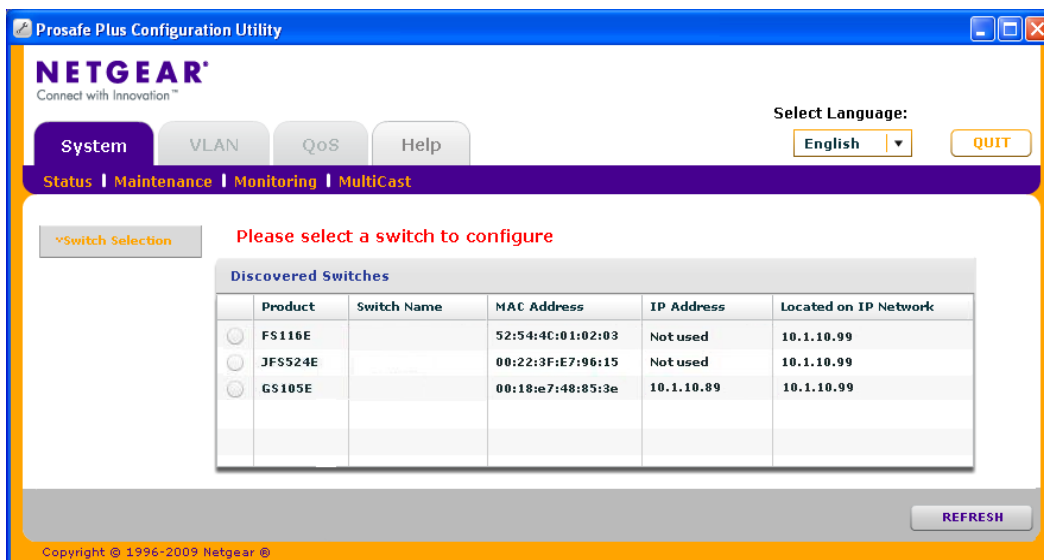 Prosafe Plus Configuration Utility
NETGEAR®
Connect with Innovation™
Select Language:
System VLAN QoS Help English QUIT
Status Maintenance Monitoring MultiCast
Switch Selection
Please select a switch to configure
Discovered Switches
Product Switch Name MAC Address IP Address Located on IP Network
FS116E 52:54:4C:01:02:03 Not used 10.1.10.99
JFS524E 00:22:3F:E7:96:15 Not used 10.1.10.99
GS105E 00:18:e7:48:85:3e 10.1.10.89 10.1.10.99
REFRESH
Copyright © 1996-2009 Netgear ®